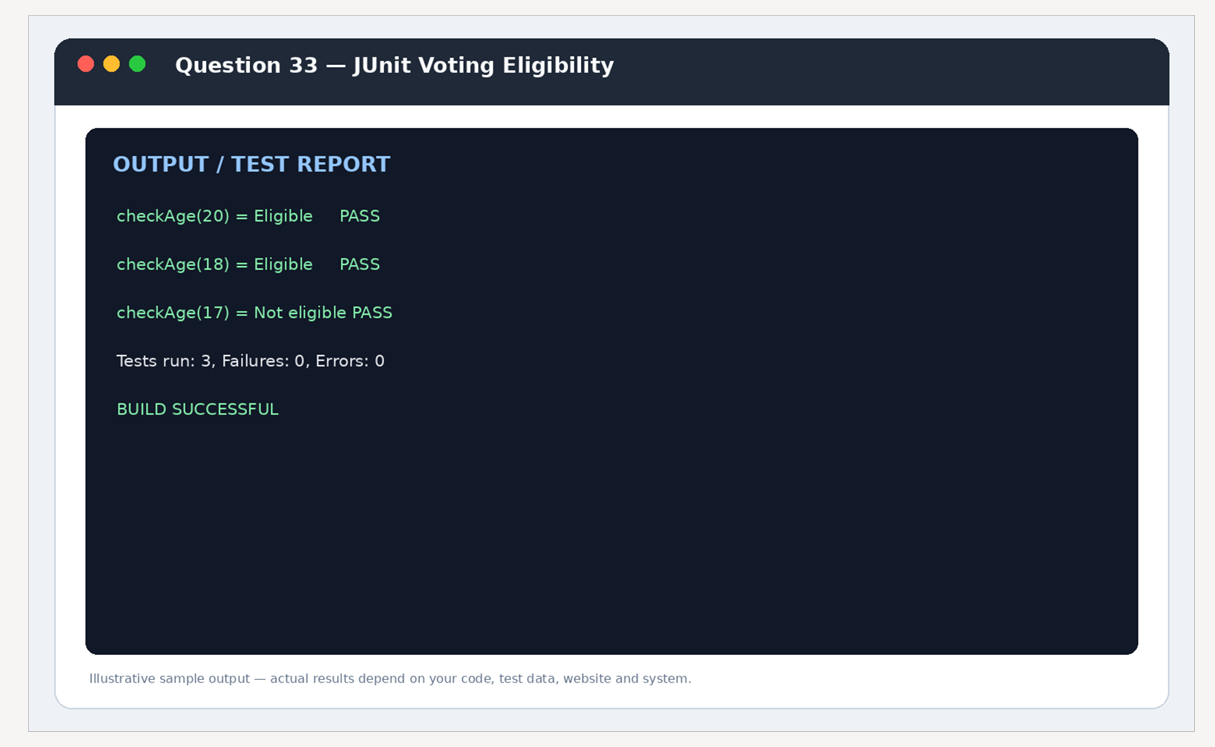 Question 33 — JUnit Voting Eligibility
OUTPUT / TEST REPORT
checkAge(20) = Eligible     PASS
checkAge(18) = Eligible     PASS
checkAge(17) = Not eligible PASS
Tests run: 3, Failures: 0, Errors: 0
BUILD SUCCESSFUL
Illustrative sample output — actual results depend on your code, test data, website and system.